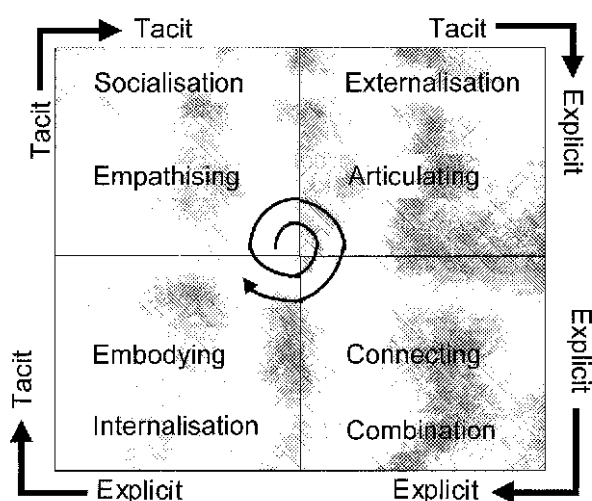 Tacit
Tacit
Tacit
Explicit
Socialisation
Externalisation
Empathising
Articulating
Embodying
Connecting
Internalisation
Combination
Tacit
Explicit
Explicit
Explicit